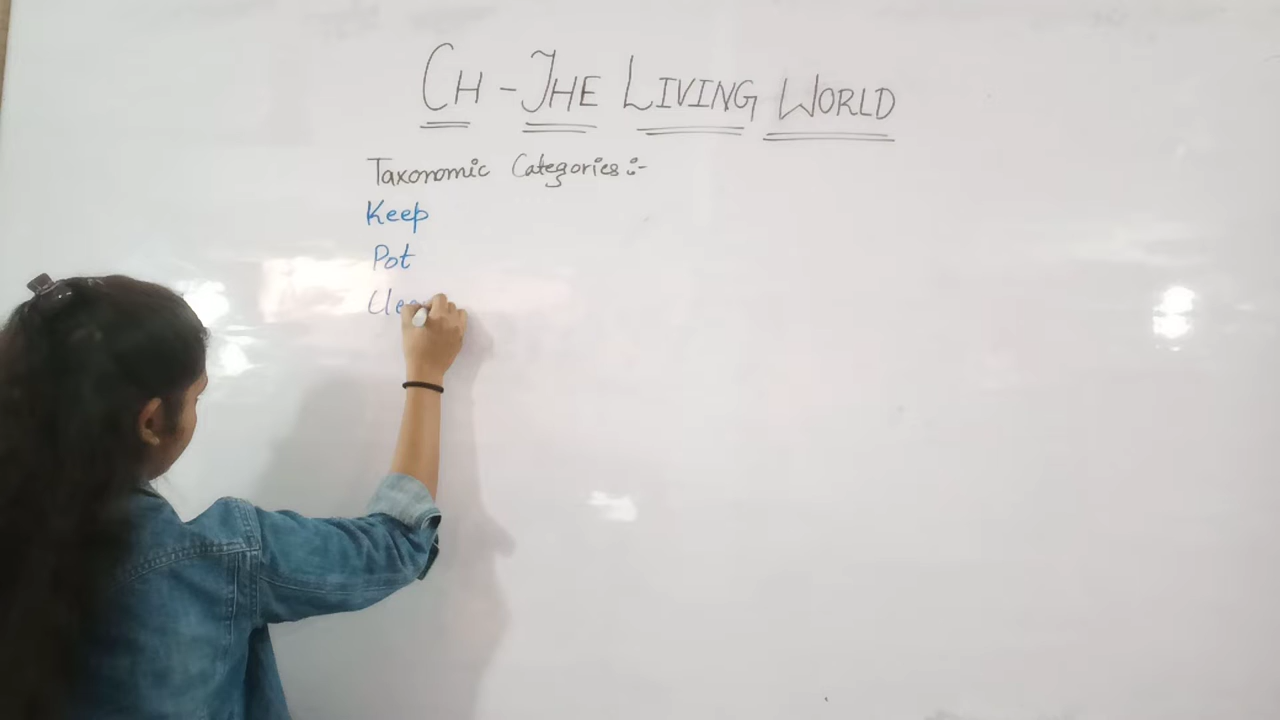 CH - THE LIVING WORLD
Taxonomic Categories :-
Keep
Pot